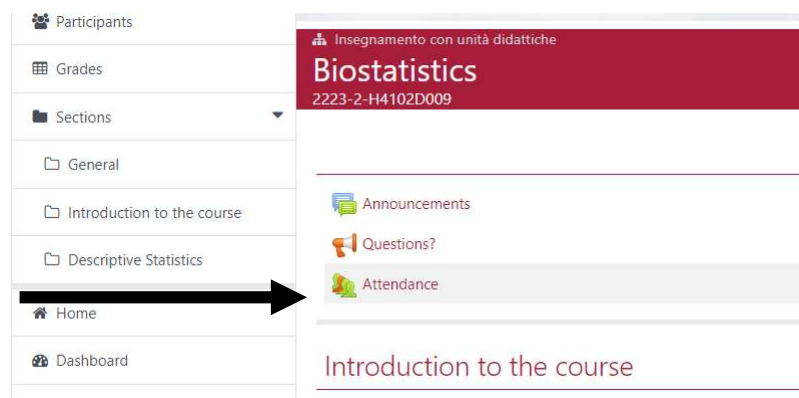 Participants
Grades
Sections
General
Introduction to the course
Descriptive Statistics
Home
Dashboard
Insegnamento con unità didattiche
Biostatistics
2223-2-H4102D009
Announcements
Questions?
Attendance
Introduction to the course